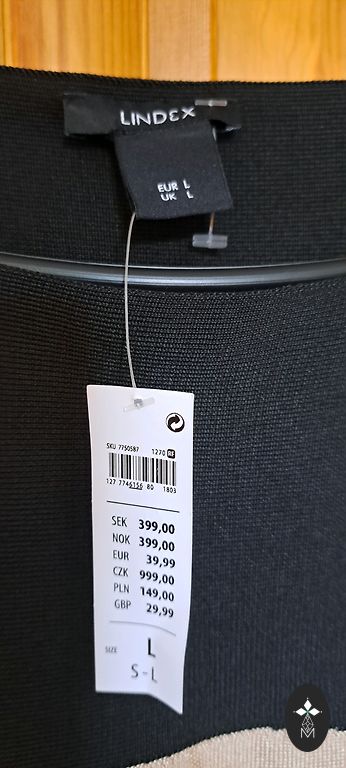 LINDEX
EUR L
UK L
SKU 7750587 1270 RF
127 7746156 80 1803
SEK 399,00
NOK 399,00
EUR 39,99
CZK 999,00
PLN 149,00
GBP 29,99
SIZE L
S - L
M